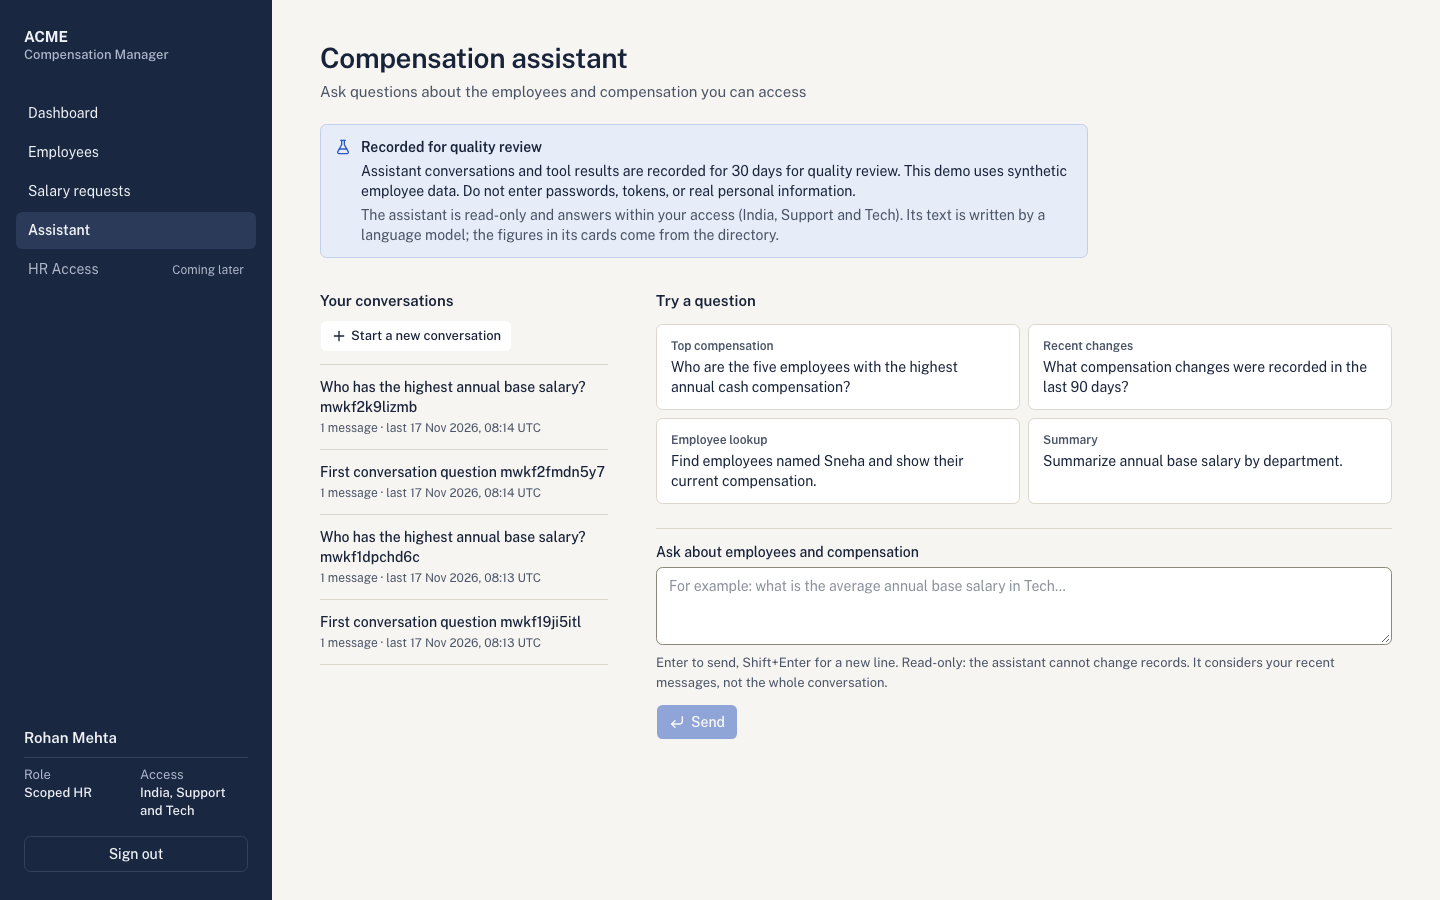 ACME
Compensation Manager
Dashboard
Employees
Salary requests
Assistant
HR Access
Coming later
Rohan Mehta
Role
Scoped HR
Access
India, Support
and Tech
Sign out
Compensation assistant
Ask questions about the employees and compensation you can access
Recorded for quality review
Assistant conversations and tool results are recorded for 30 days for quality review. This demo uses synthetic
employee data. Do not enter passwords, tokens, or real personal information.
The assistant is read-only and answers within your access (India, Support and Tech). Its text is written by a
language model; the figures in its cards come from the directory.
Your conversations
Start a new conversation
Who has the highest annual base salary?
mwkf2k9lizmb
1 message · last 17 Nov 2026, 08:14 UTC
First conversation question mwkf2fmdn5y7
1 message · last 17 Nov 2026, 08:14 UTC
Who has the highest annual base salary?
mwkf1dpchd6c
1 message · last 17 Nov 2026, 08:13 UTC
First conversation question mwkf19ji5itl
1 message · last 17 Nov 2026, 08:13 UTC
Try a question
Top compensation
Who are the five employees with the highest
annual cash compensation?
Recent changes
What compensation changes were recorded in the
last 90 days?
Employee lookup
Find employees named Sneha and show their
current compensation.
Summary
Summarize annual base salary by department.
Ask about employees and compensation
For example: what is the average annual base salary in Tech...
Enter to send, Shift+Enter for a new line. Read-only: the assistant cannot change records. It considers your recent
messages, not the whole conversation.
Send